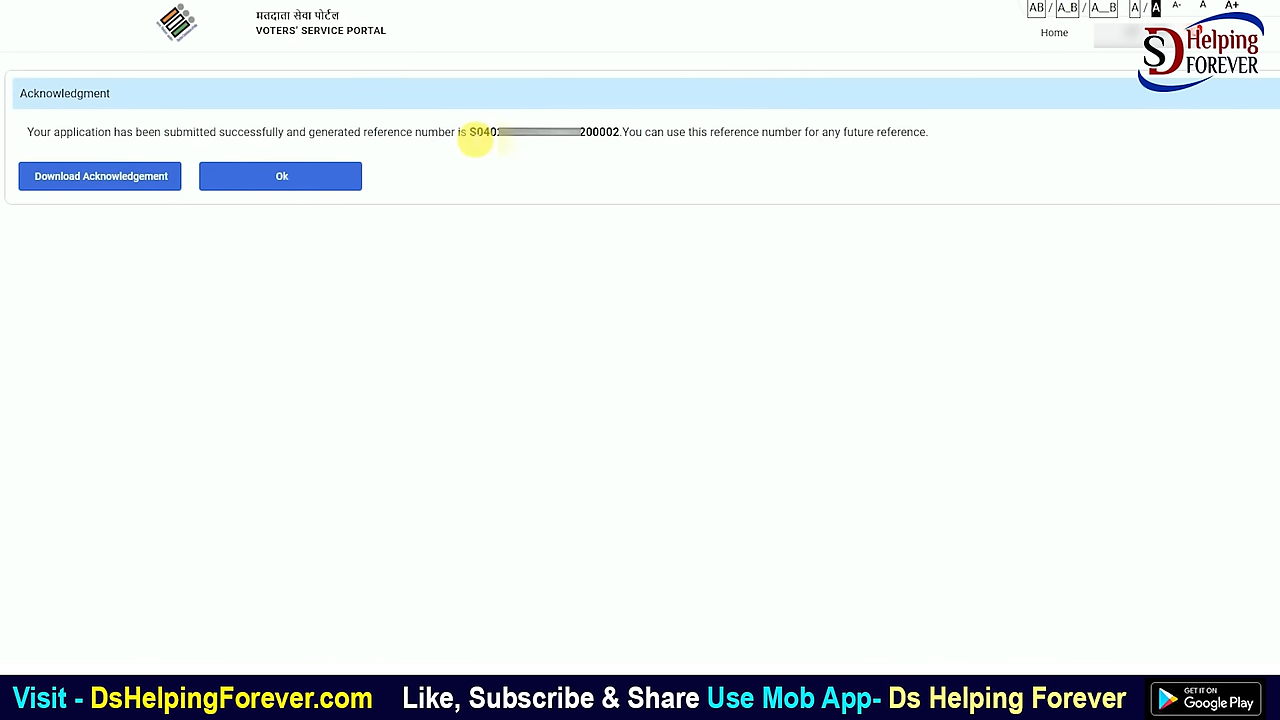 मतदाता सेवा पोर्टल
VOTERS' SERVICE PORTAL
AB / A_B / A__B A / A A- A A+
Home
SD Helping FOREVER
Acknowledgment
Your application has been submitted successfully and generated reference number is S040 200002.You can use this reference number for any future reference.
Download Acknowledgement Ok
Visit - DsHelpingForever.com Like, Subscribe & Share Use Mob App- Ds Helping Forever
GET IT ON
Google Play